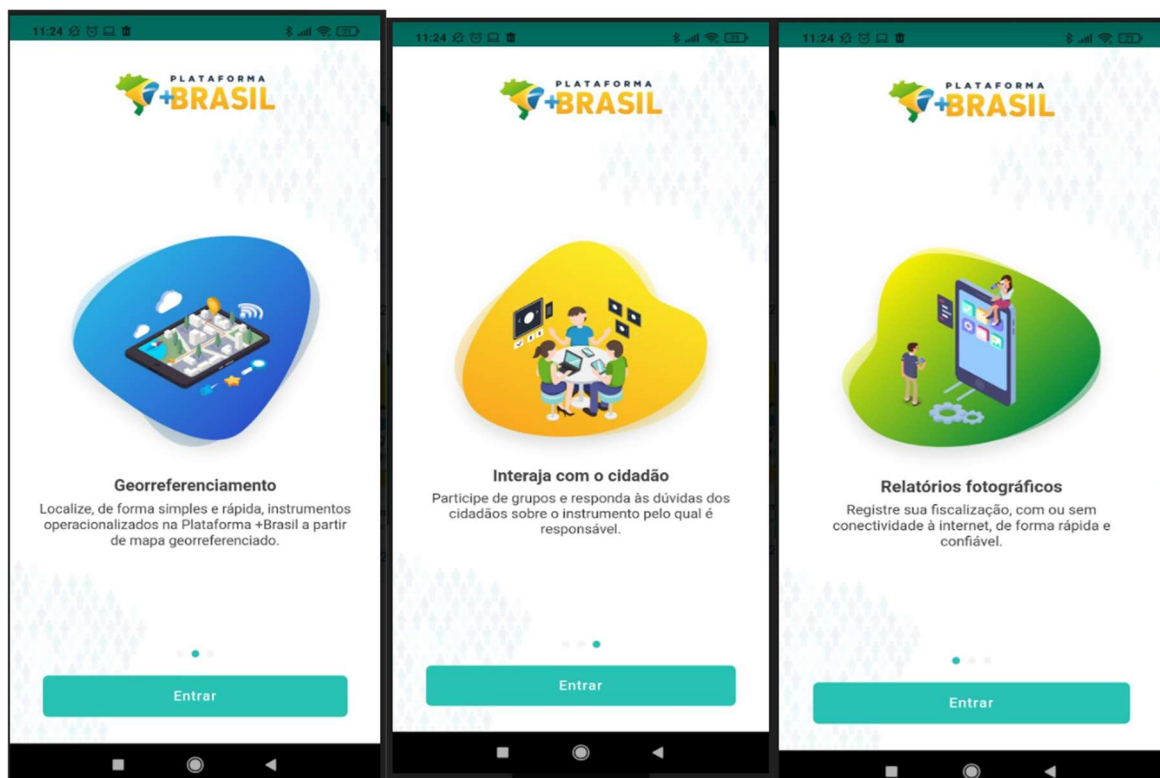 11:24
PLATAFORMA
+BRASIL
Georreferenciamento
Localize, de forma simples e rápida, instrumentos
operacionalizados na Plataforma +Brasil a partir
de mapa georreferenciado.
Entrar
11:24
PLATAFORMA
+BRASIL
Interaja com o cidadão
Participe de grupos e responda às dúvidas dos
cidadãos sobre o instrumento pelo qual é
responsável.
Entrar
11:24
PLATAFORMA
+BRASIL
Relatórios fotográficos
Registre sua fiscalização, com ou sem
conectividade à internet, de forma rápida e
confiável.
Entrar